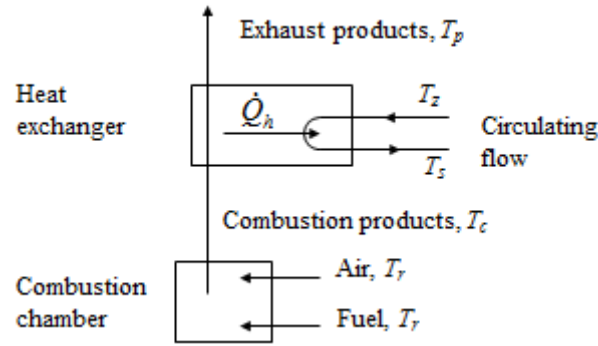 Exhaust products, Tp
Heat
exchanger
Q̇h
Tz
Ts
Circulating
flow
Combustion products, Tc
Combustion
chamber
Air, Tr
Fuel, Tr